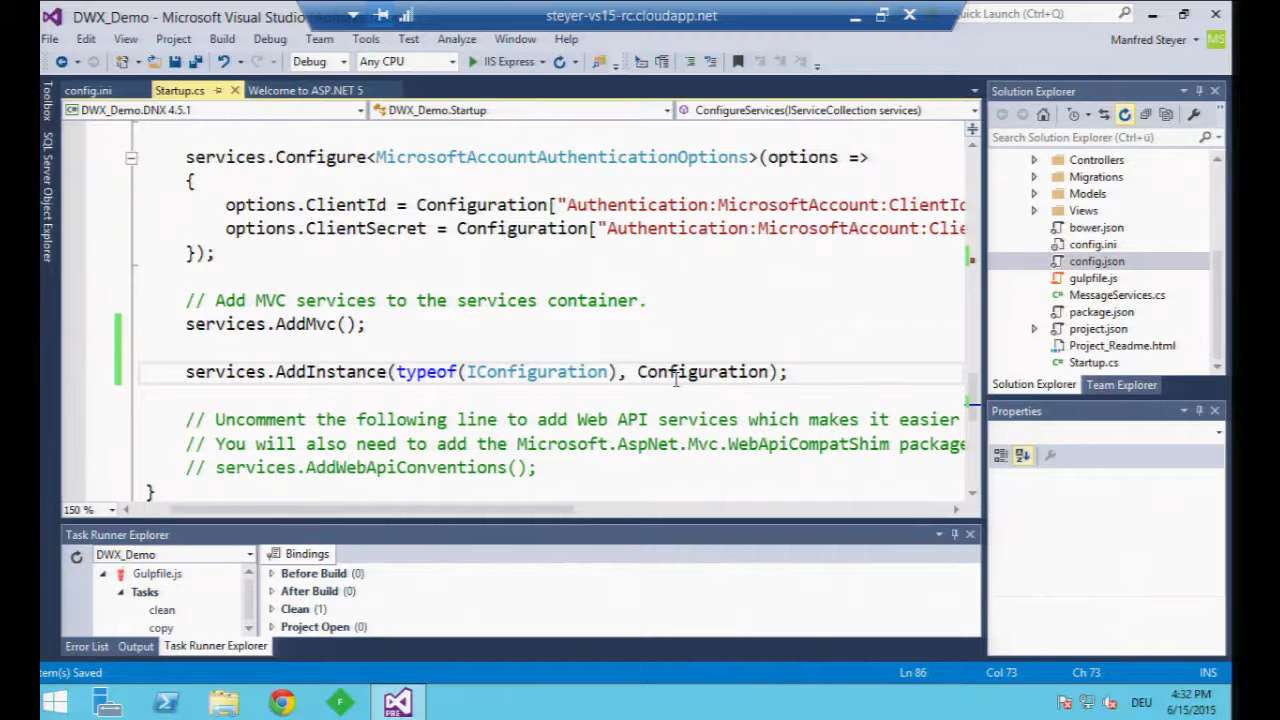 DWX_Demo - Microsoft Visual Studio
steyer-vs15-rc.cloudapp.net
Quick Launch (Ctrl+Q)
File Edit View Project Build Debug Team Tools Test Analyze Window Help
Manfred Steyer
MS
Debug Any CPU IIS Express
config.ini Startup.cs Welcome to ASP.NET 5
DWX_Demo.DNX 4.5.1 DWX_Demo.Startup ConfigureServices(IServiceCollection services)
Toolbox
SQL Server Object Explorer
services.Configure<MicrosoftAccountAuthenticationOptions>(options =>
{
options.ClientId = Configuration["Authentication:MicrosoftAccount:ClientId
options.ClientSecret = Configuration["Authentication:MicrosoftAccount:Clie
});
// Add MVC services to the services container.
services.AddMvc();
services.AddInstance(typeof(IConfiguration), Configuration);
// Uncomment the following line to add Web API services which makes it easier
// You will also need to add the Microsoft.AspNet.Mvc.WebApiCompatShim package
// services.AddWebApiConventions();
}
150 %
Solution Explorer
Search Solution Explorer (Ctrl+ü)
Controllers
Migrations
Models
Views
bower.json
config.ini
config.json
gulpfile.js
MessageServices.cs
package.json
project.json
Project_Readme.html
Startup.cs
Solution Explorer Team Explorer
Properties
Task Runner Explorer
DWX_Demo
Gulpfile.js
Tasks
clean
copy
Bindings
Before Build (0)
After Build (0)
Clean (1)
Project Open (0)
Error List Output Task Runner Explorer
tem(s) Saved
Ln 86 Col 73 Ch 73 INS
PRE
DEU
4:32 PM
6/15/2015